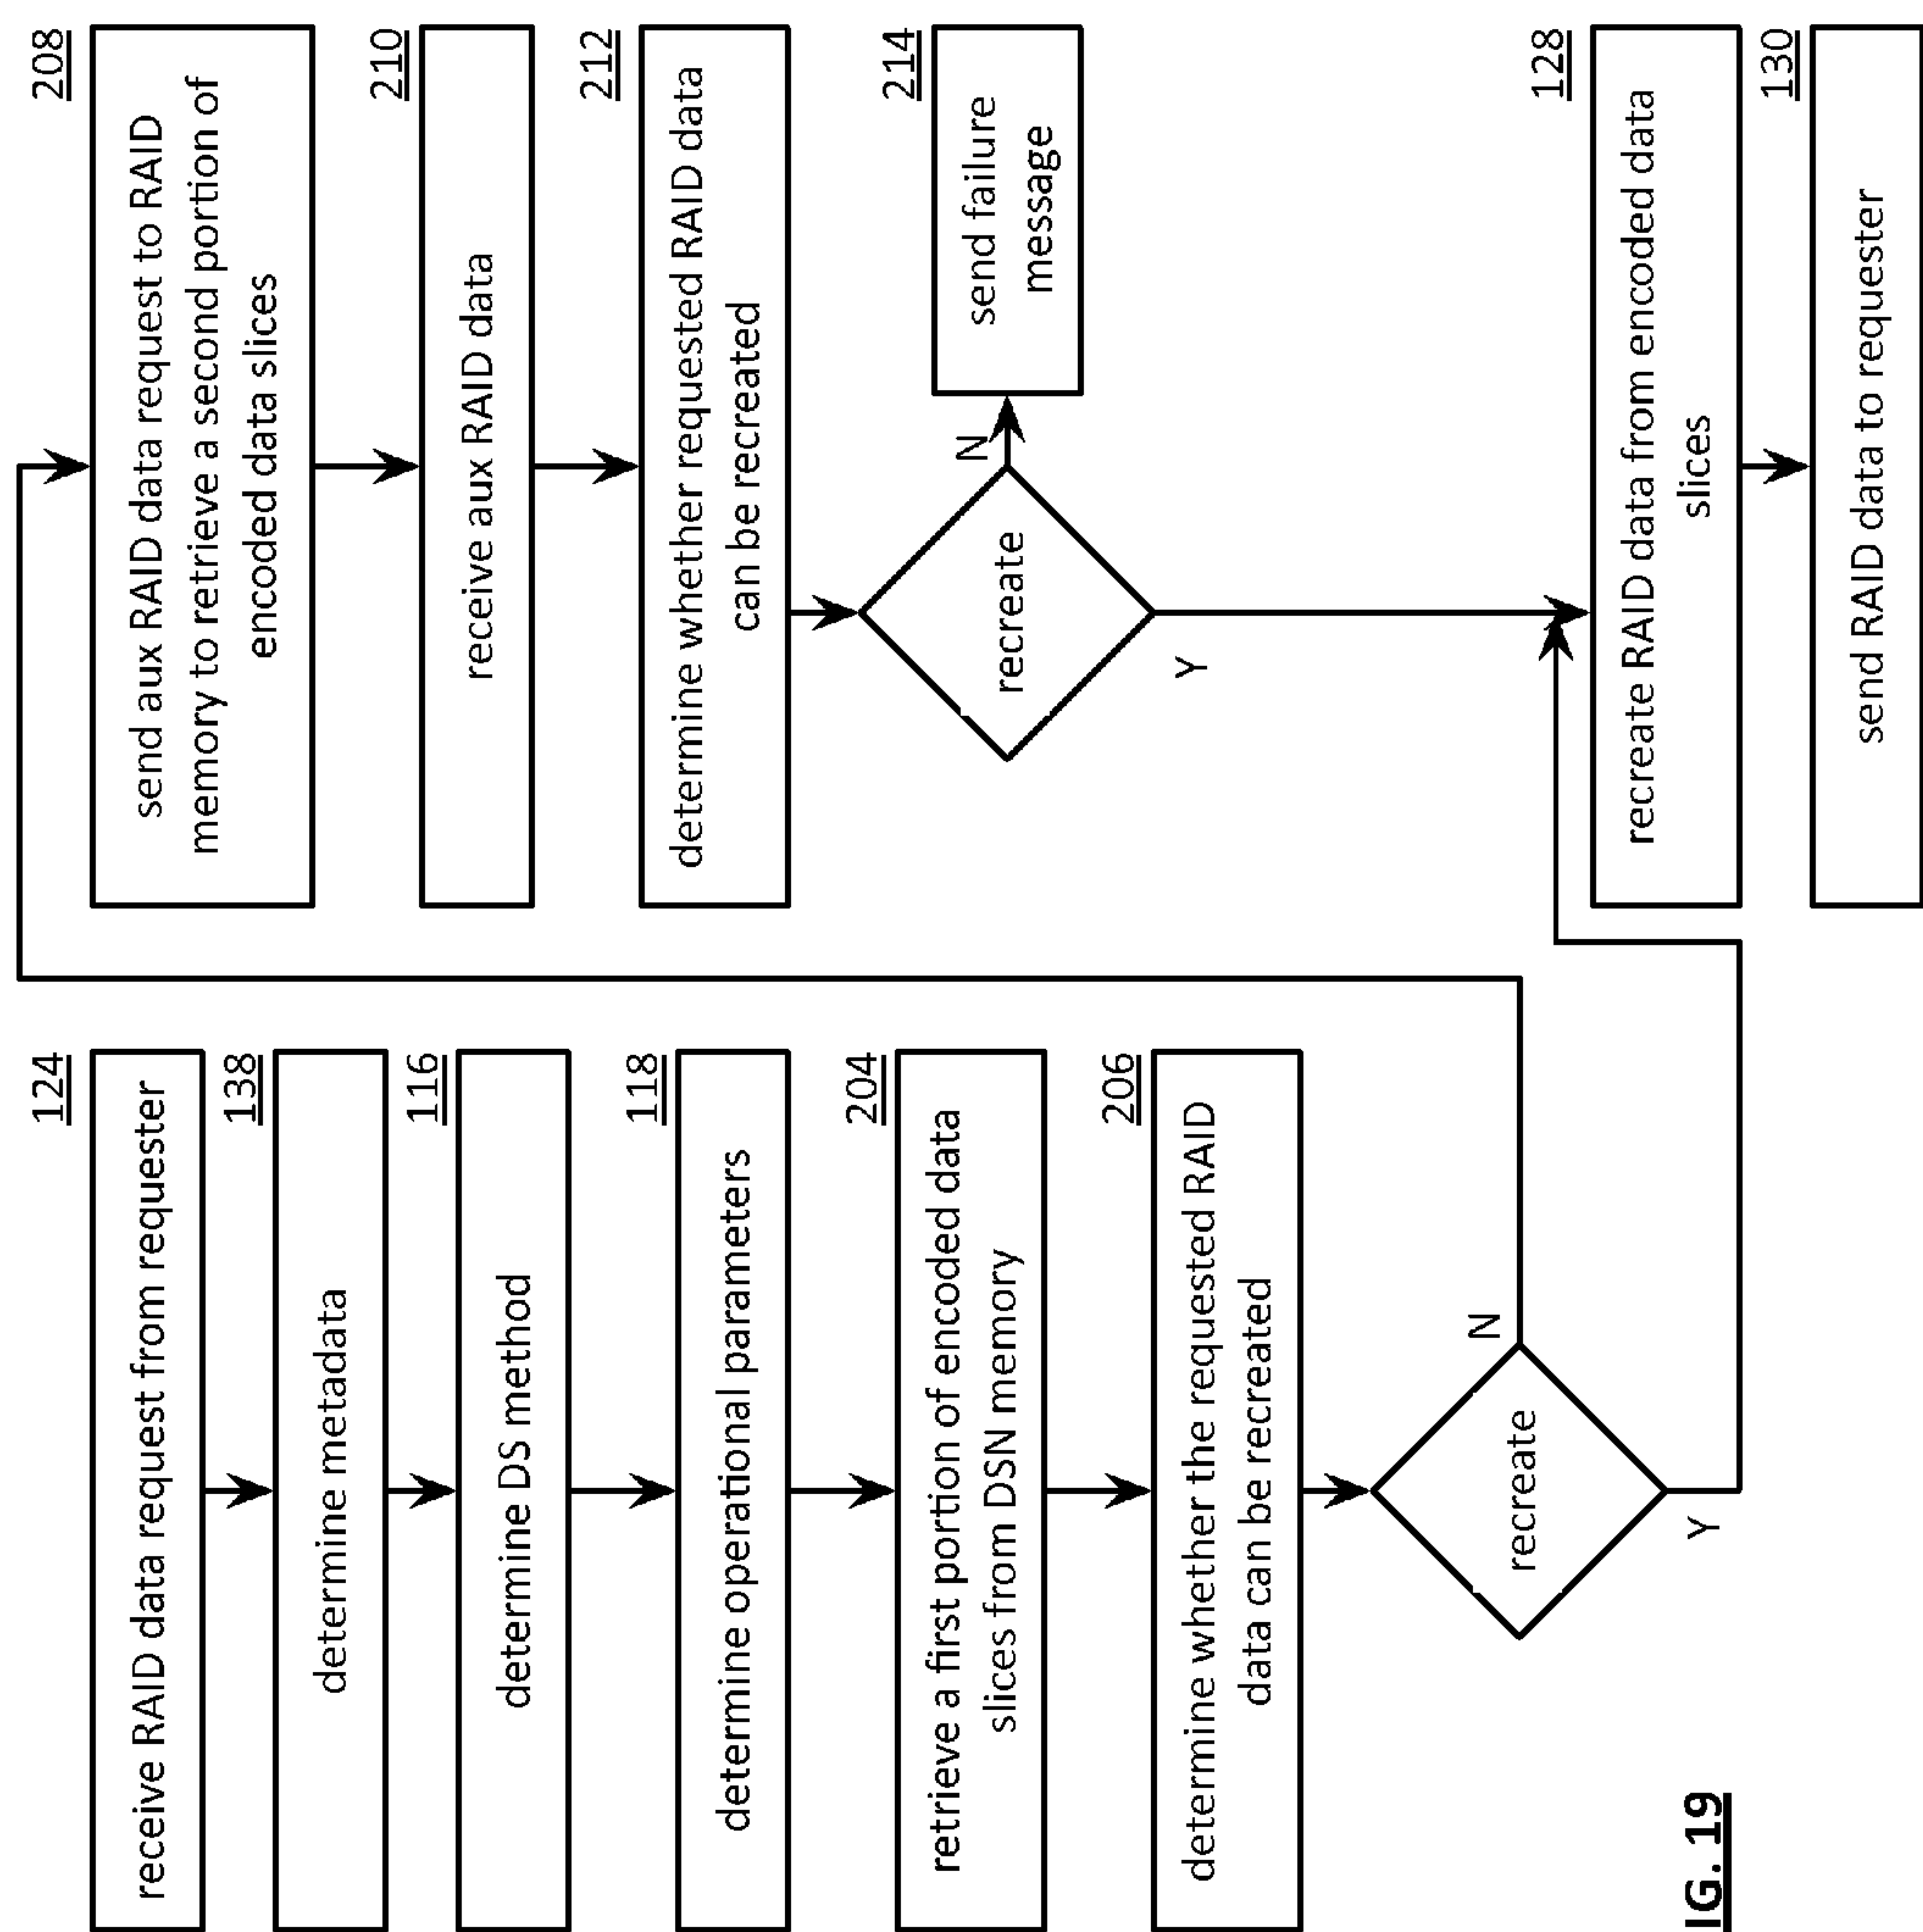 124
receive RAID data request from requester
138
determine metadata
116
determine DS method
118
determine operational parameters
204
retrieve a first portion of encoded data
slices from DSN memory
206
determine whether the requested RAID
data can be recreated
recreate
N
Y
208
send aux RAID data request to RAID
memory to retrieve a second portion of
encoded data slices
210
receive aux RAID data
212
determine whether requested RAID data
can be recreated
recreate
N
Y
214
send failure
message
128
recreate RAID data from encoded data
slices
130
send RAID data to requester
IG. 19